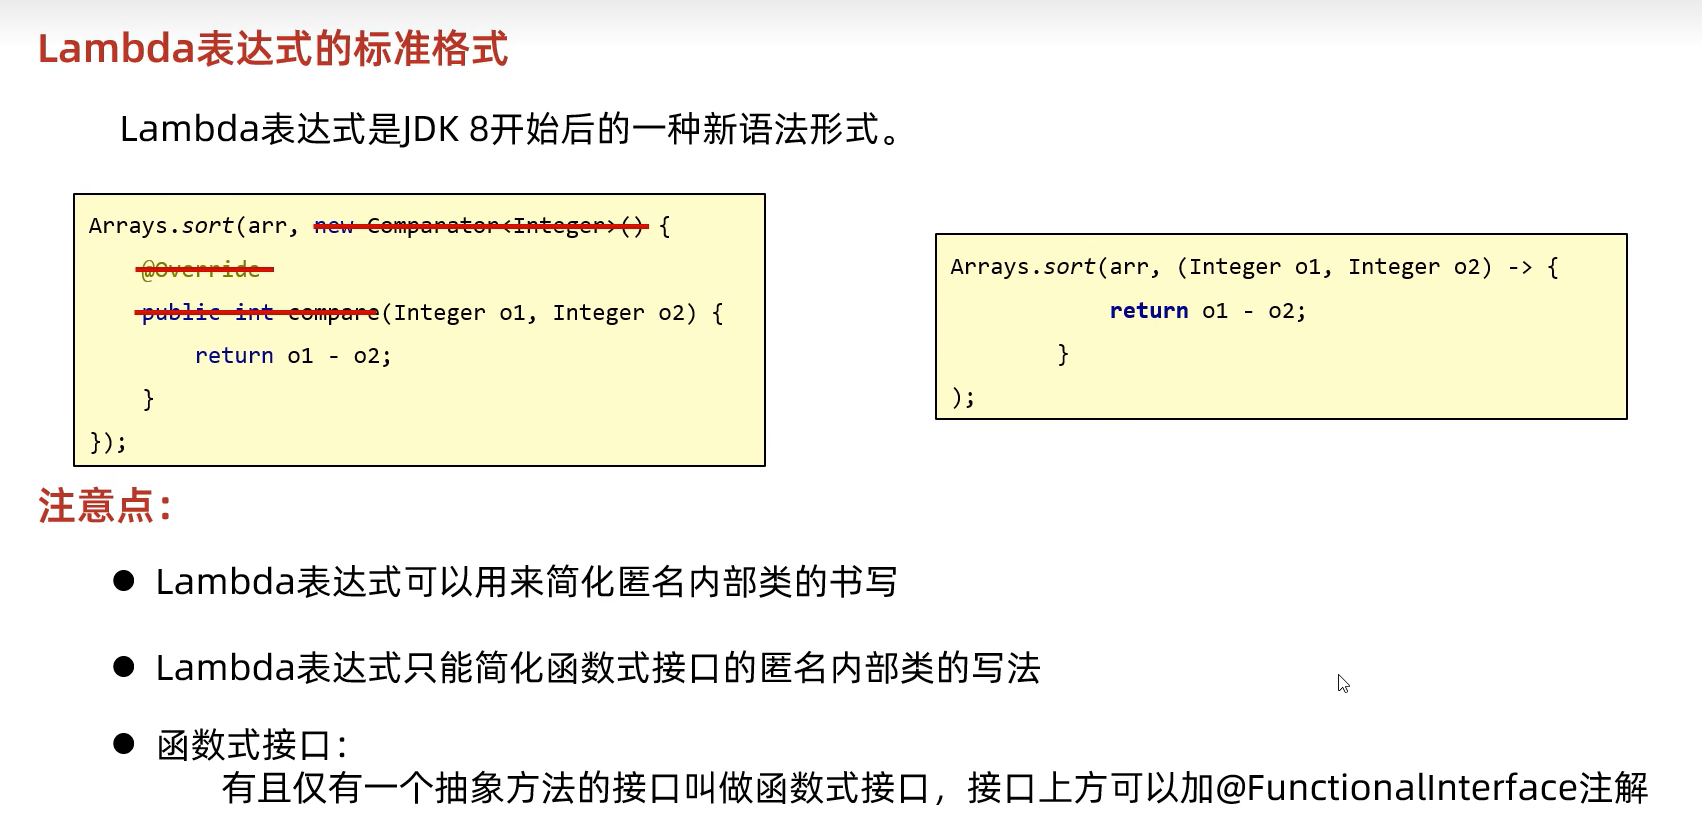 Lambda表达式的标准格式
Lambda表达式是JDK 8开始后的一种新语法形式。
Arrays.sort(arr, new Comparator<Integer>() {
@Override
public int compare(Integer o1, Integer o2) {
return o1 - o2;
}
});
Arrays.sort(arr, (Integer o1, Integer o2) -> {
return o1 - o2;
}
);
注意点：
● Lambda表达式可以用来简化匿名内部类的书写
● Lambda表达式只能简化函数式接口的匿名内部类的写法
● 函数式接口：
有且仅有一个抽象方法的接口叫做函数式接口，接口上方可以加@FunctionalInterface注解